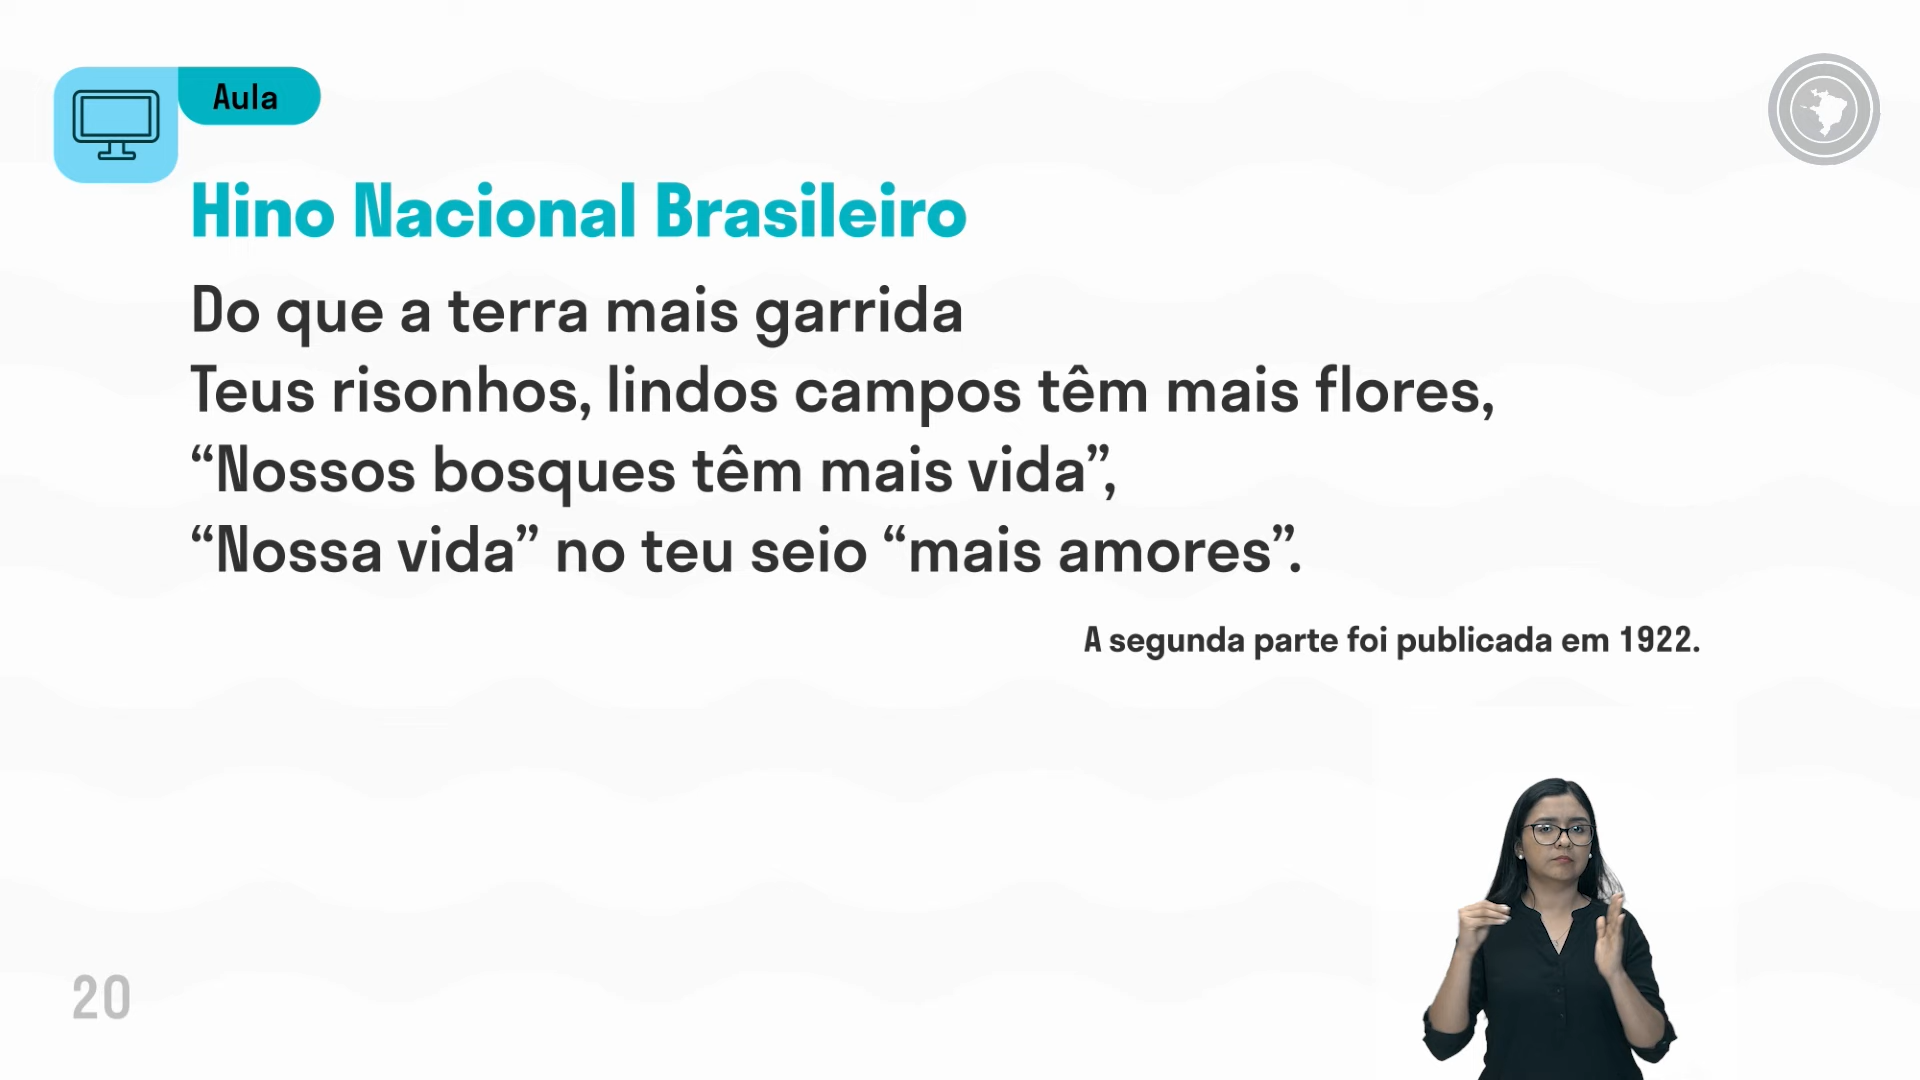 Aula
Hino Nacional Brasileiro
Do que a terra mais garrida
Teus risonhos, lindos campos têm mais flores,
“Nossos bosques têm mais vida”,
“Nossa vida” no teu seio “mais amores”.
A segunda parte foi publicada em 1922.
20